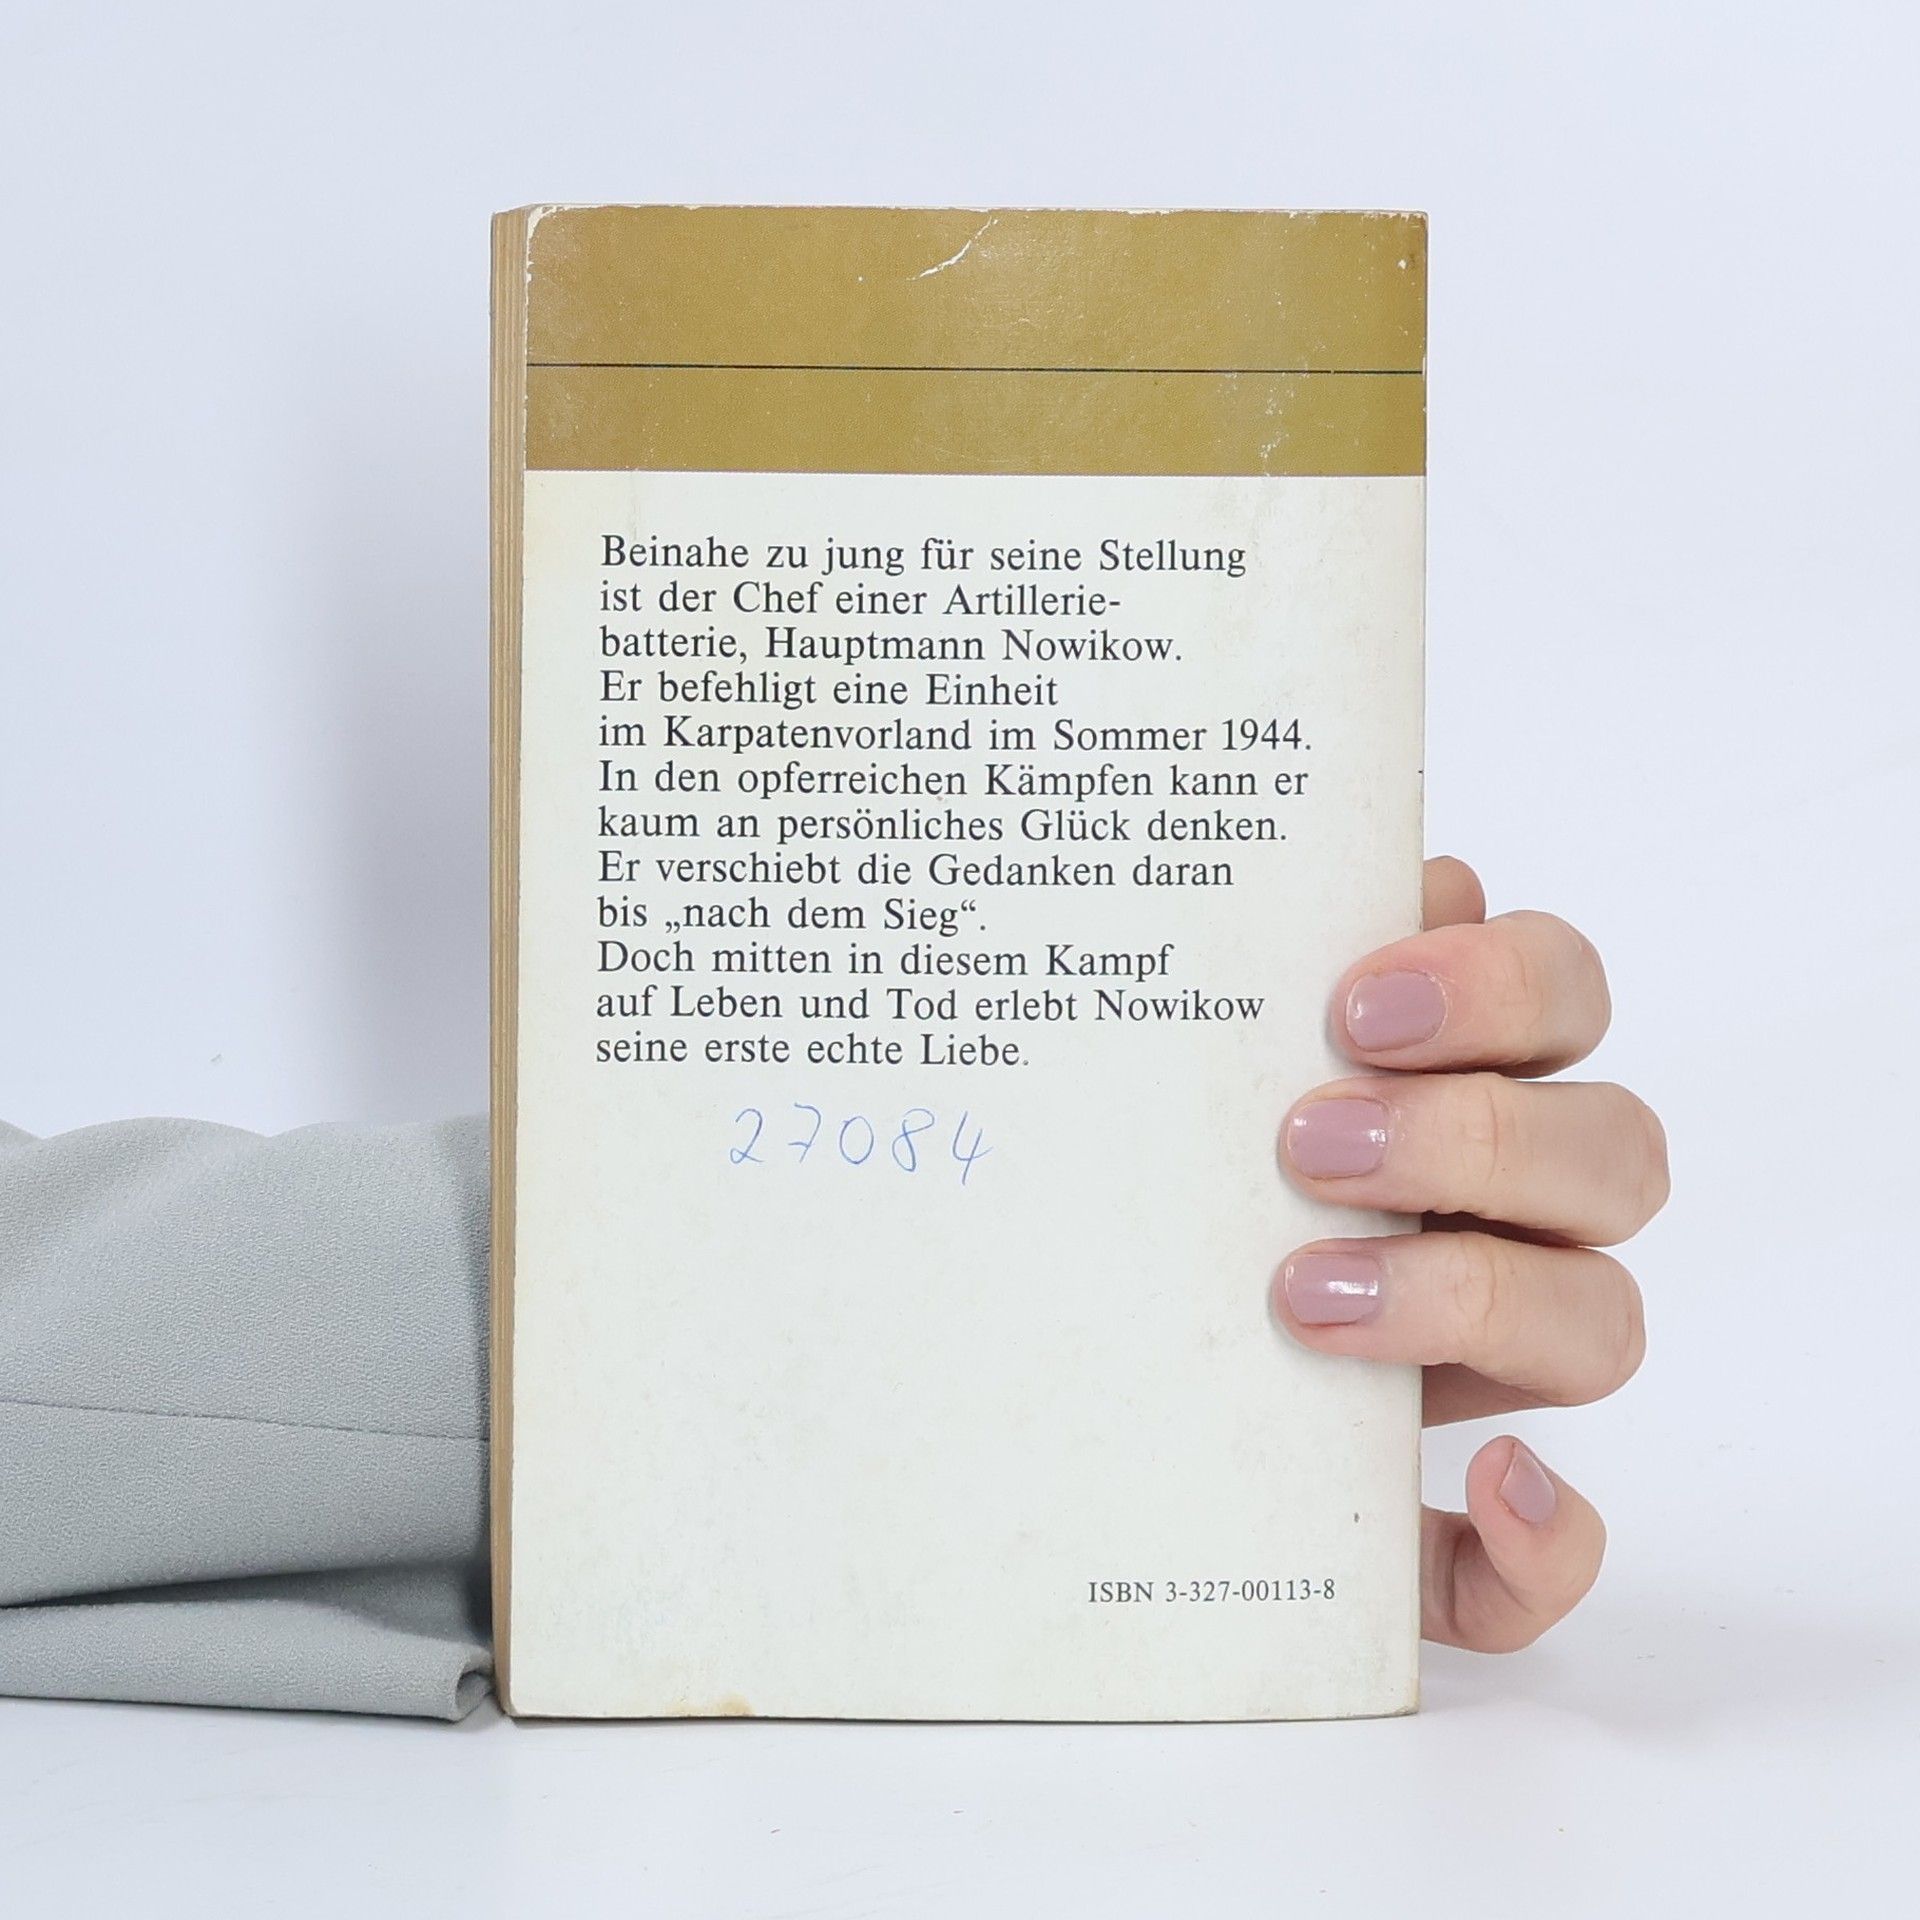 Beinahe zu jung für seine Stellung
ist der Chef einer Artillerie-
batterie, Hauptmann Nowikow.
Er befehligt eine Einheit
im Karpatenvorland im Sommer 1944.
In den opferreichen Kämpfen kann er
kaum an persönliches Glück denken.
Er verschiebt die Gedanken daran
bis „nach dem Sieg“.
Doch mitten in diesem Kampf
auf Leben und Tod erlebt Nowikow
seine erste echte Liebe.
27084
ISBN 3-327-00113-8